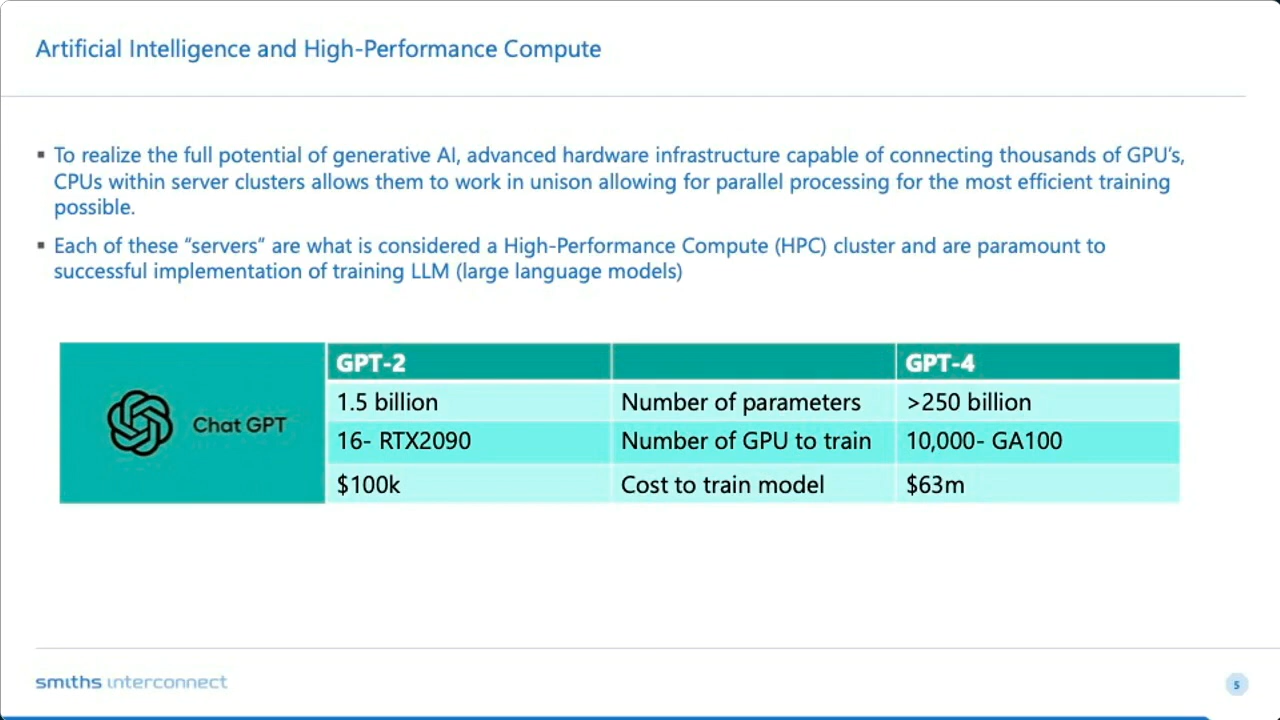 Artificial Intelligence and High-Performance Compute
To realize the full potential of generative AI, advanced hardware infrastructure capable of connecting thousands of GPU's,
CPUs within server clusters allows them to work in unison allowing for parallel processing for the most efficient training
possible.
Each of these “servers” are what is considered a High-Performance Compute (HPC) cluster and are paramount to
successful implementation of training LLM (large language models)
Chat GPT
GPT-2 GPT-4
1.5 billion Number of parameters >250 billion
16- RTX2090 Number of GPU to train 10,000- GA100
$100k Cost to train model $63m
smiths interconnect
5